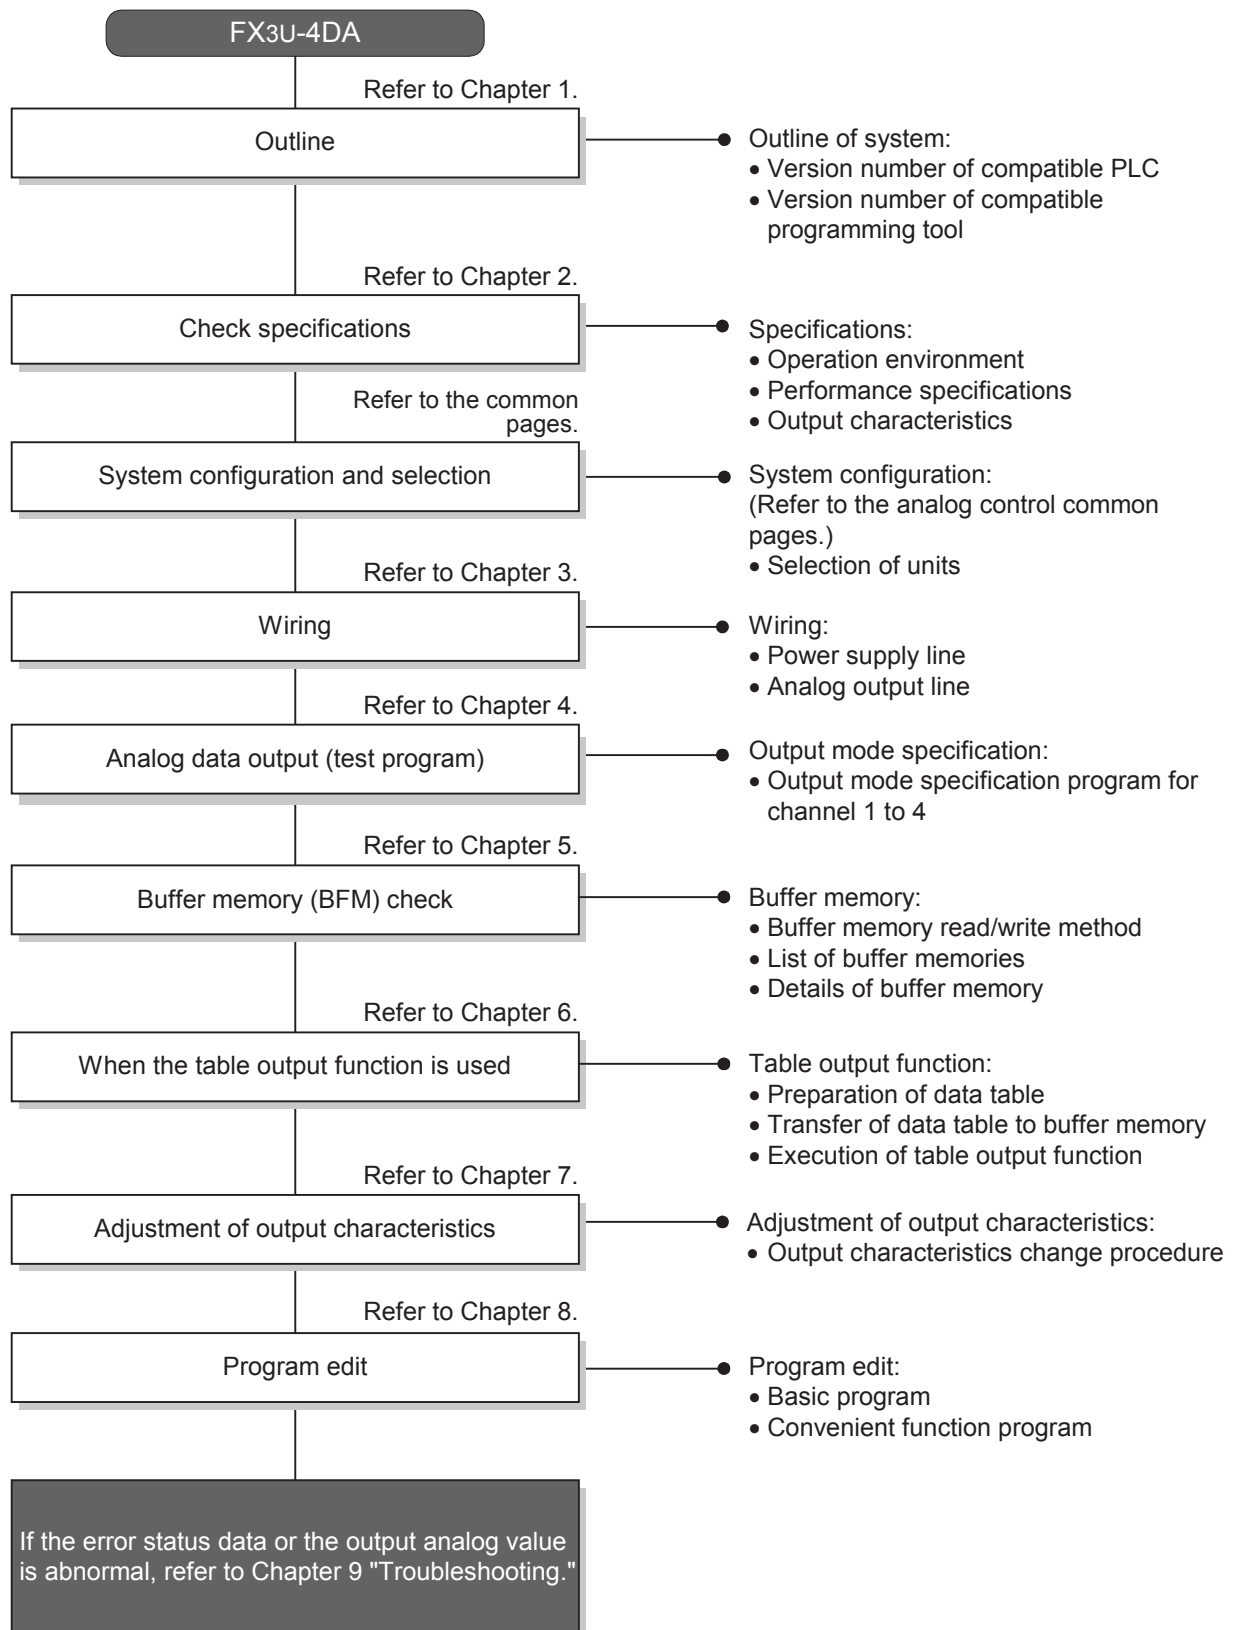 FX3U-4DA
Refer to Chapter 1.
Outline
Outline of system:
• Version number of compatible PLC
• Version number of compatible
programming tool
Refer to Chapter 2.
Check specifications
Specifications:
• Operation environment
• Performance specifications
• Output characteristics
Refer to the common
pages.
System configuration and selection
System configuration:
(Refer to the analog control common
pages.)
• Selection of units
Refer to Chapter 3.
Wiring
Wiring:
• Power supply line
• Analog output line
Refer to Chapter 4.
Analog data output (test program)
Output mode specification:
• Output mode specification program for
channel 1 to 4
Refer to Chapter 5.
Buffer memory (BFM) check
Buffer memory:
• Buffer memory read/write method
• List of buffer memories
• Details of buffer memory
Refer to Chapter 6.
When the table output function is used
Table output function:
• Preparation of data table
• Transfer of data table to buffer memory
• Execution of table output function
Refer to Chapter 7.
Adjustment of output characteristics
Adjustment of output characteristics:
• Output characteristics change procedure
Refer to Chapter 8.
Program edit
Program edit:
• Basic program
• Convenient function program
If the error status data or the output analog value
is abnormal, refer to Chapter 9 "Troubleshooting."